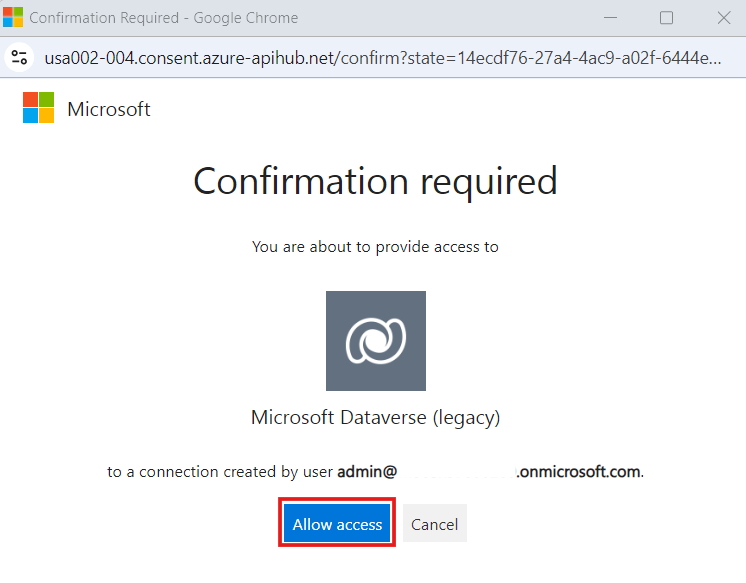 Confirmation Required - Google Chrome
usa002-004.consent.azure-apihub.net/confirm?state=14ecdf76-27a4-4ac9-a02f-6444e...
Microsoft
Confirmation required
You are about to provide access to
Microsoft Dataverse (legacy)
to a connection created by user admin@ .onmicrosoft.com.
Allow access Cancel